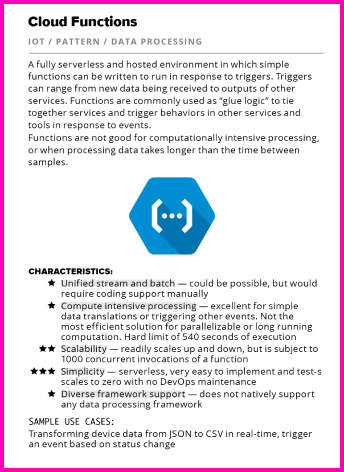 Cloud Functions
IOT / PATTERN / DATA PROCESSING
A fully serverless and hosted environment in which simple
functions can be written to run in response to triggers. Triggers
can range from new data being received to outputs of other
services. Functions are commonly used as “glue logic” to tie
together services and trigger behaviors in other services and
tools in response to events.
Functions are not good for computationally intensive processing,
or when processing data takes longer than the time between
samples.
CHARACTERISTICS:
★ Unified stream and batch — could be possible, but would
require coding support manually
★ Compute intensive processing — excellent for simple
data translations or triggering other events. Not the
most efficient solution for parallelizable or long running
computation. Hard limit of 540 seconds of execution
★★ Scalability — readily scales up and down, but is subject to
1000 concurrent invocations of a function
★★★ Simplicity — serverless, very easy to implement and test-s
scales to zero with no DevOps maintenance
★ Diverse framework support — does not natively support
any data processing framework
SAMPLE USE CASES:
Transforming device data from JSON to CSV in real-time, trigger
an event based on status change